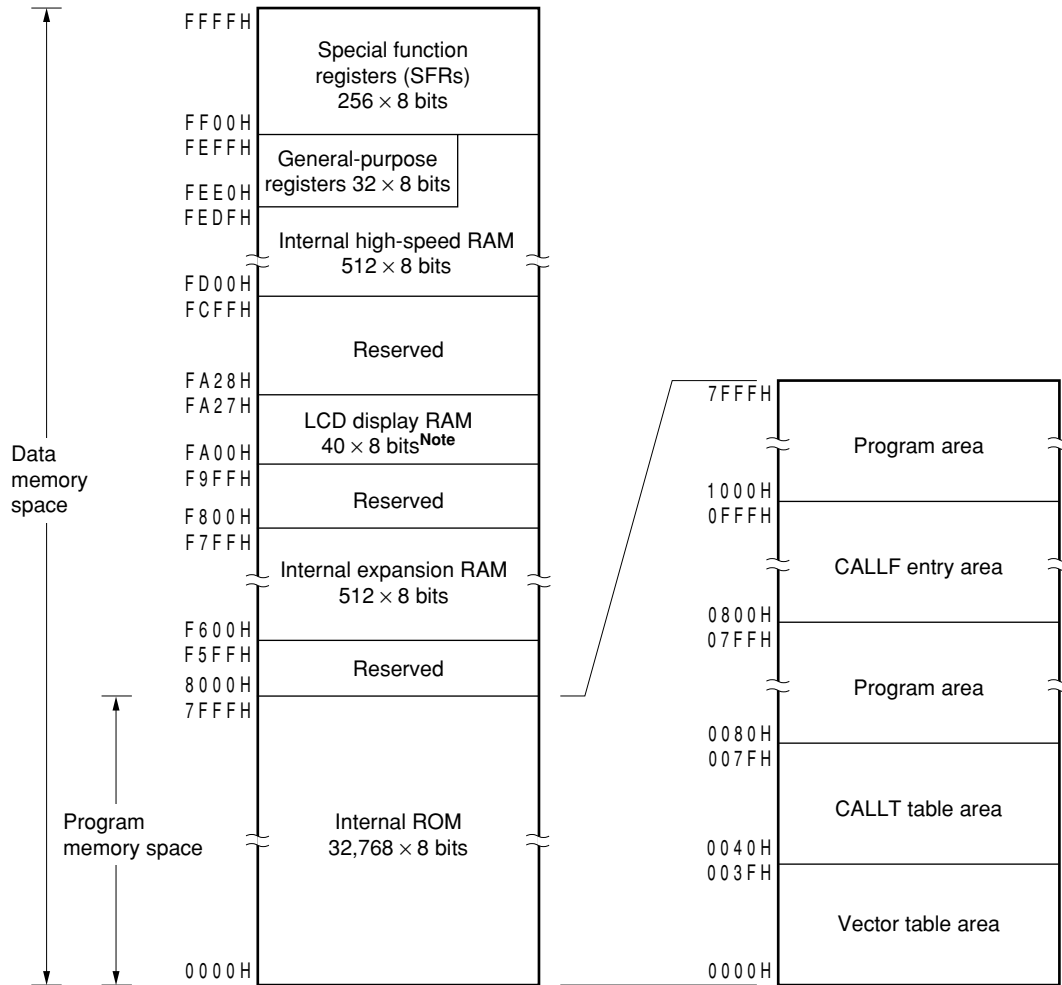 FFFFH
Special function
registers (SFRs)
256 × 8 bits
FF00H
FEFFH
General-purpose
registers 32 × 8 bits
FEE0H
FEDFH
Internal high-speed RAM
512 × 8 bits
FD00H
FCFFH
Reserved
FA28H
FA27H
LCD display RAM
40 × 8 bitsNote
FA00H
F9FFH
Reserved
F800H
F7FFH
Internal expansion RAM
512 × 8 bits
F600H
F5FFH
Reserved
8000H
7FFFH
Internal ROM
32,768 × 8 bits
0000H
Data
memory
space
Program
memory space
7FFFH
Program area
1000H
0FFFH
CALLF entry area
0800H
07FFH
Program area
0080H
007FH
CALLT table area
0040H
003FH
Vector table area
0000H